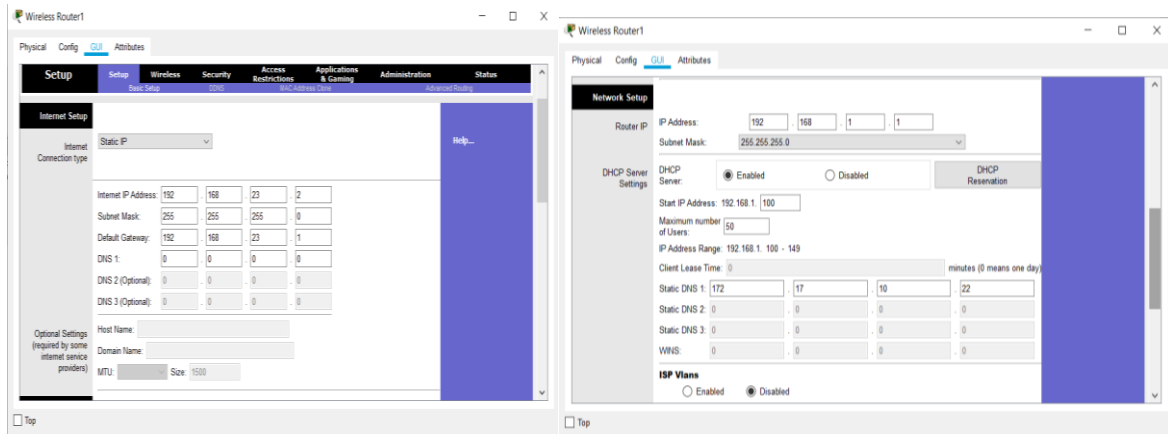 Wireless Router1
Physical Config GUI Attributes
Setup
Setup Wireless Security Access Restrictions Applications & Gaming Administration Status
Basic Setup DDNS MAC Address Clone Advanced Routing
Internet Setup
Internet Connection type
Static IP
Help...
Internet IP Address: 192 . 168 . 23 . 2
Subnet Mask: 255 . 255 . 255 . 0
Default Gateway: 192 . 168 . 23 . 1
DNS 1: 0 . 0 . 0 . 0
DNS 2 (Optional): 0 . 0 . 0 . 0
DNS 3 (Optional): 0 . 0 . 0 . 0
Optional Settings
(required by some
internet service
providers)
Host Name:
Domain Name:
MTU: Size: 1500
Top
Wireless Router1
Physical Config GUI Attributes
Network Setup
Router IP
IP Address: 192 . 168 . 1 . 1
Subnet Mask: 255.255.255.0
DHCP Server
Settings
DHCP
Server: Enabled Disabled
DHCP
Reservation
Start IP Address: 192.168.1. 100
Maximum number
of Users: 50
IP Address Range: 192.168.1. 100 - 149
Client Lease Time: 0 minutes (0 means one day)
Static DNS 1: 172 . 17 . 10 . 22
Static DNS 2: 0 . 0 . 0 . 0
Static DNS 3: 0 . 0 . 0 . 0
WINS: 0 . 0 . 0 . 0
ISP Vlans
Enabled Disabled
Top